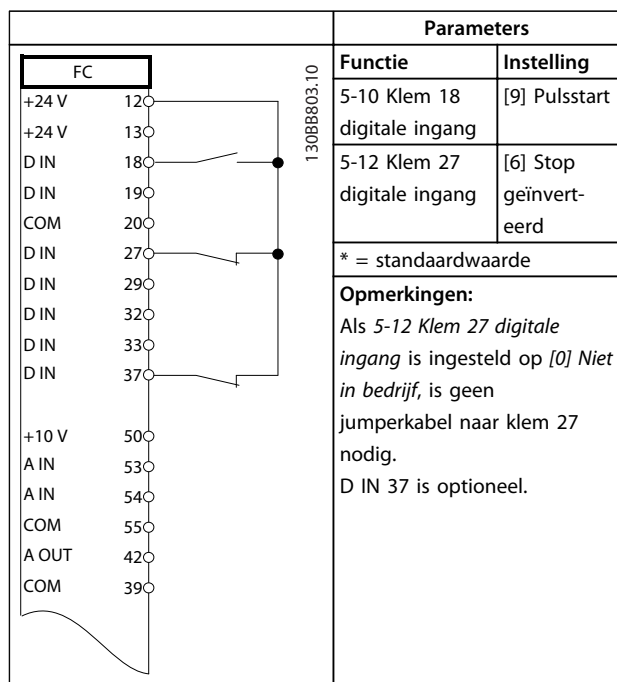 FC
130BB803.10
+24 V 12
+24 V 13
D IN 18
D IN 19
COM 20
D IN 27
D IN 29
D IN 32
D IN 33
D IN 37
+10 V 50
A IN 53
A IN 54
COM 55
A OUT 42
COM 39
Parameters
Functie Instelling
5-10 Klem 18 [9] Pulsstart
digitale ingang
5-12 Klem 27 [6] Stop
digitale ingang geïnvert-
eerd
* = standaardwaarde
Opmerkingen:
Als 5-12 Klem 27 digitale
ingang is ingesteld op [0] Niet
in bedrijf, is geen
jumperkabel naar klem 27
nodig.
D IN 37 is optioneel.